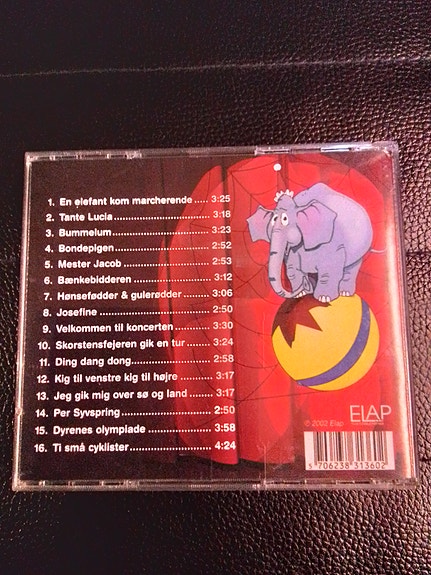 1. En elefant kom marcherende..... 3:25
2. Tante Lucia........................... 3:18
3. Bummelum............................ 3:23
4. Bondepigen........................... 2:52
5. Mester Jacob......................... 2:53
6. Bænkebidderen...................... 3:12
7. Hønsefødder & gulerødder....... 3:06
8. Josefine................................ 2:50
9. Velkommen til koncerten......... 3:30
10. Skorstensfejeren gik en tur...... 3:24
11. Ding dang dong..................... 2:58
12. Kig til venstre kig til højre....... 3:17
13. Jeg gik mig over sø og land..... 3:17
14. Per Syvspring........................ 2:50
15. Dyrenes olympiade................. 3:58
16. Ti små cyklister..................... 4:24
ElAP
© 2003 Elap
5 706238 313602